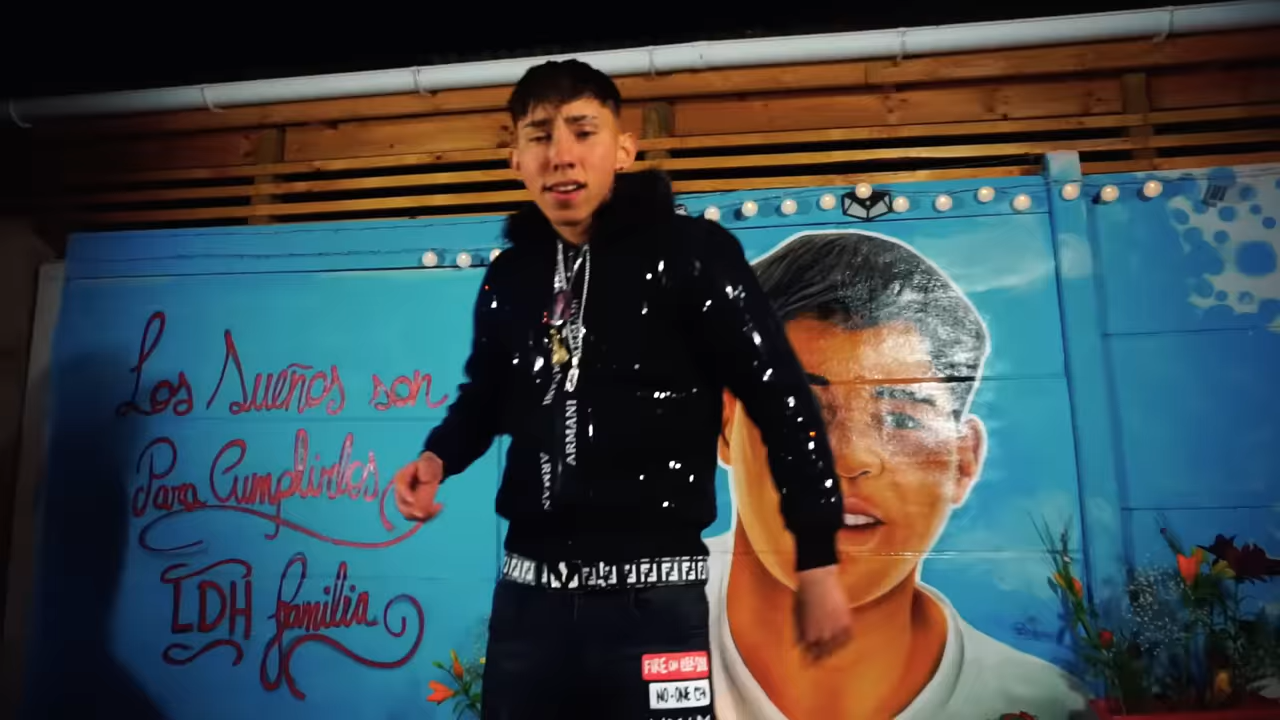 Los Sueños son
Para Cumplirlos
LDH familia
ARMANI
ARMANI
FIRE ON
NO-ONE